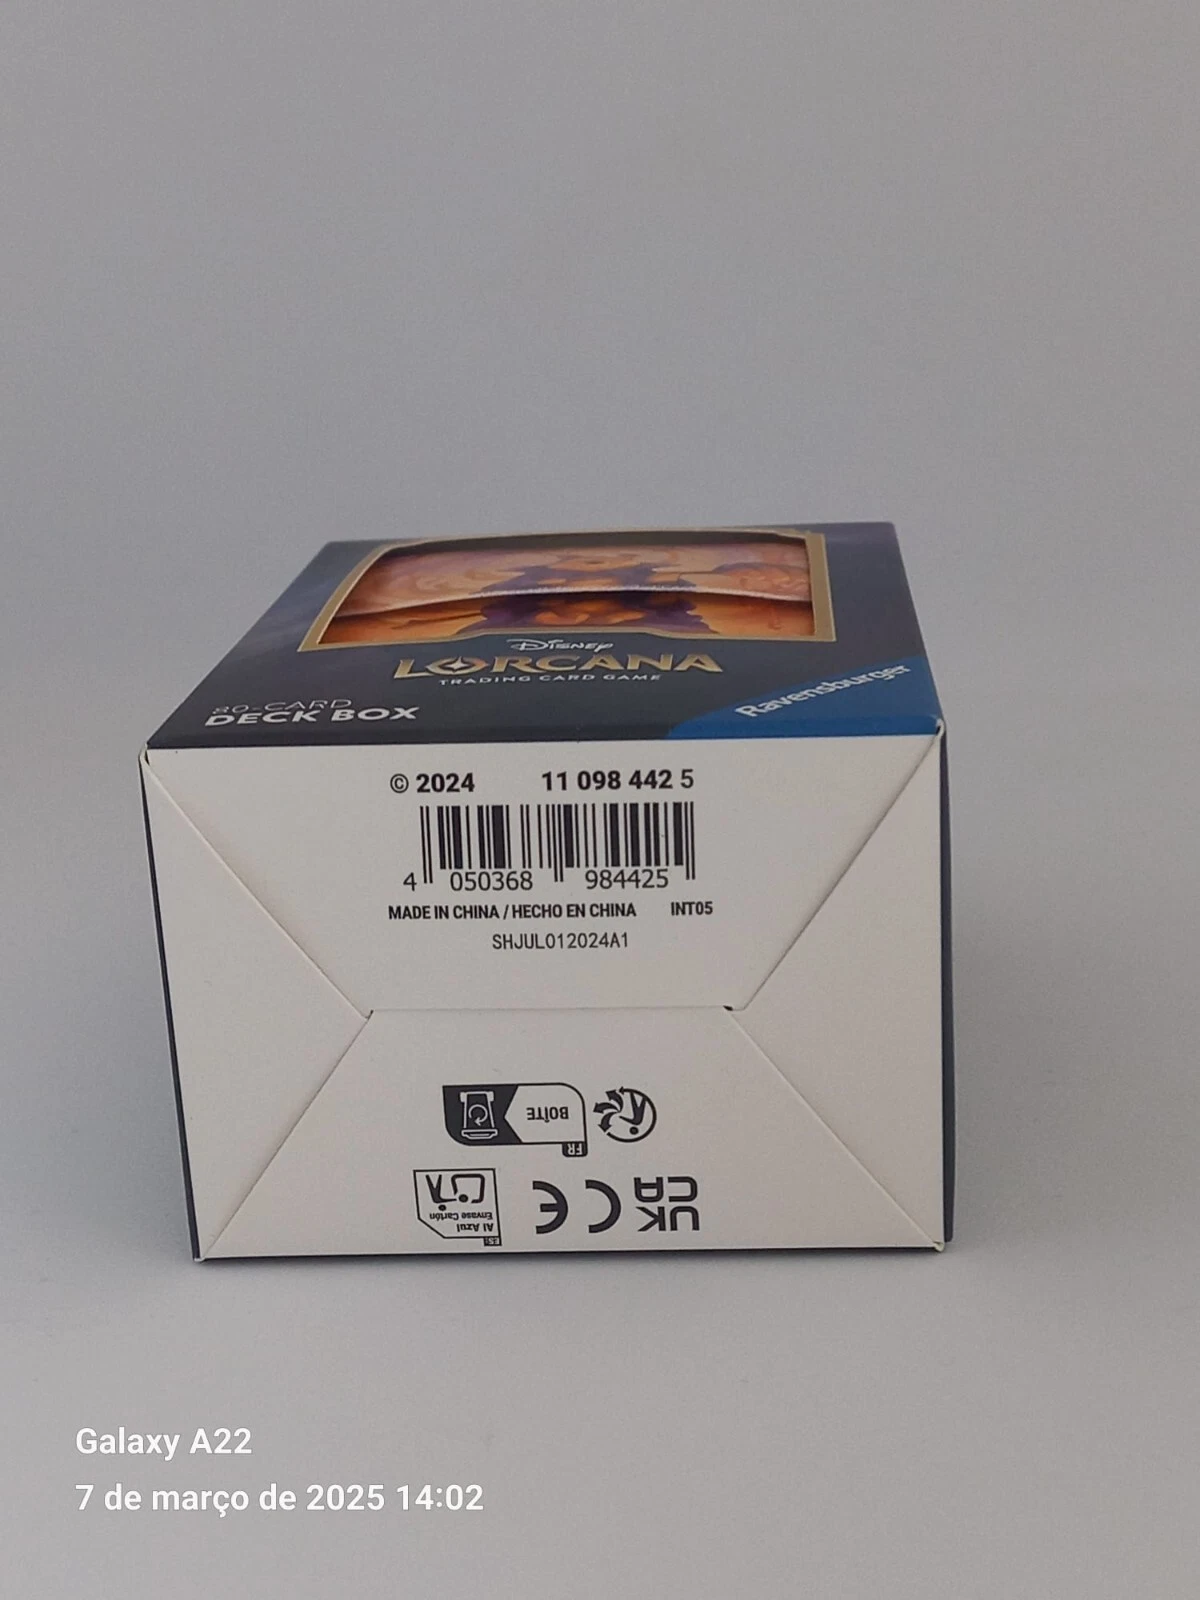 Disney
LORCANA
TRADING CARD GAME
80-CARD
DECK BOX
Ravensburger
© 2024 11 098 442 5
4 050368 984425
MADE IN CHINA / HECHO EN CHINA INT05
SHJUL012024A1
BOÎTE
FR
UK
CA
CE
ES:
Al Azul
Envase Cartón
Galaxy A22
7 de março de 2025 14:02